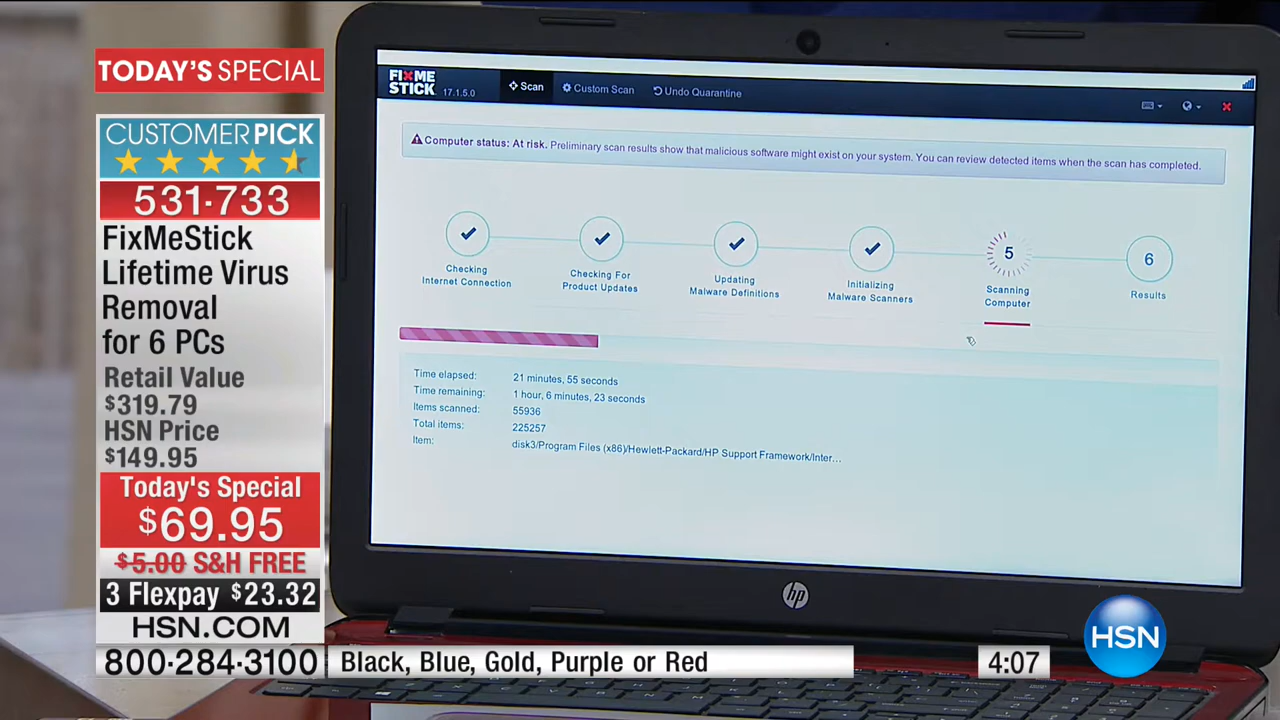 TODAY'S SPECIAL
CUSTOMER PICK
531·733
FixMeStick
Lifetime Virus
Removal
for 6 PCs
Retail Value
$319.79
HSN Price
$149.95
Today's Special
$69.95
$5.00 S&H FREE
3 Flexpay $23.32
HSN.COM
800·284·3100
Black, Blue, Gold, Purple or Red
4:07
HSN
FIXME
STICK
17.1.5.0
Scan
Custom Scan
Undo Quarantine
Computer status: At risk. Preliminary scan results show that malicious software might exist on your system. You can review detected items when the scan has completed.
Checking
Internet Connection
Checking For
Product Updates
Updating
Malware Definitions
Initializing
Malware Scanners
5
Scanning
Computer
6
Results
Time elapsed: 21 minutes, 55 seconds
Time remaining: 1 hour, 6 minutes, 23 seconds
Items scanned: 55936
Total items: 225257
Item: disk3/Program Files (x86)/Hewlett-Packard/HP Support Framework/Inter...
hp